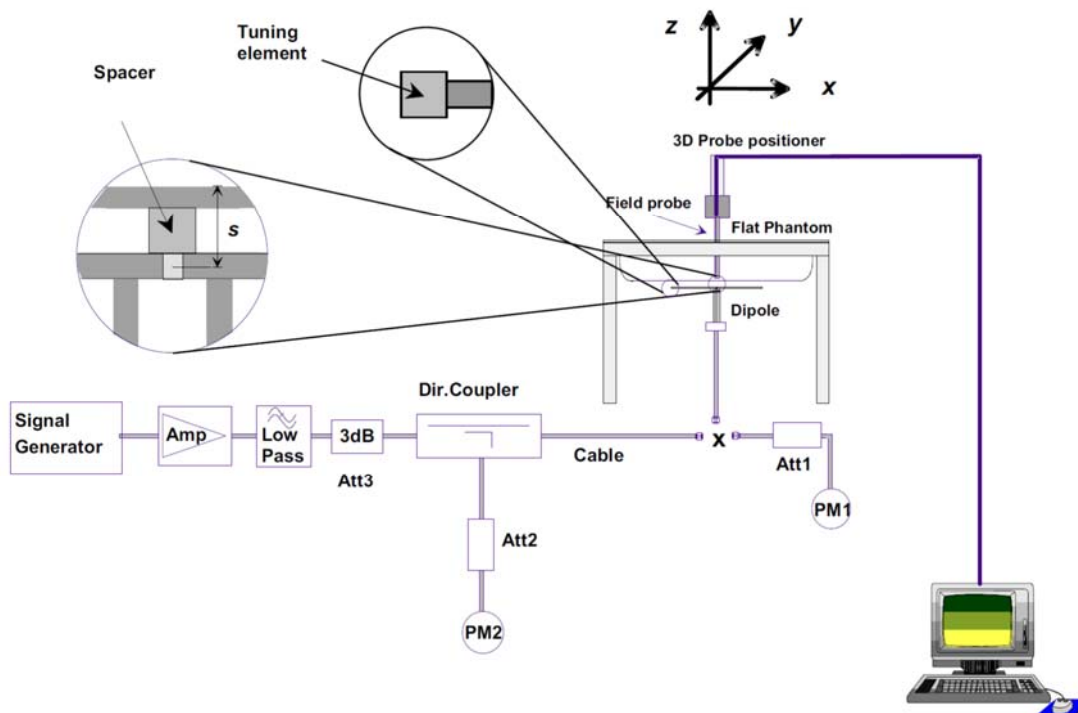 Tuning
element
Spacer
z
y
x
3D Probe positioner
s
Field probe
Flat Phantom
Dipole
Dir.Coupler
Signal
Generator
Amp
Low
Pass
3dB
Att3
Cable
x
Att1
PM1
Att2
PM2